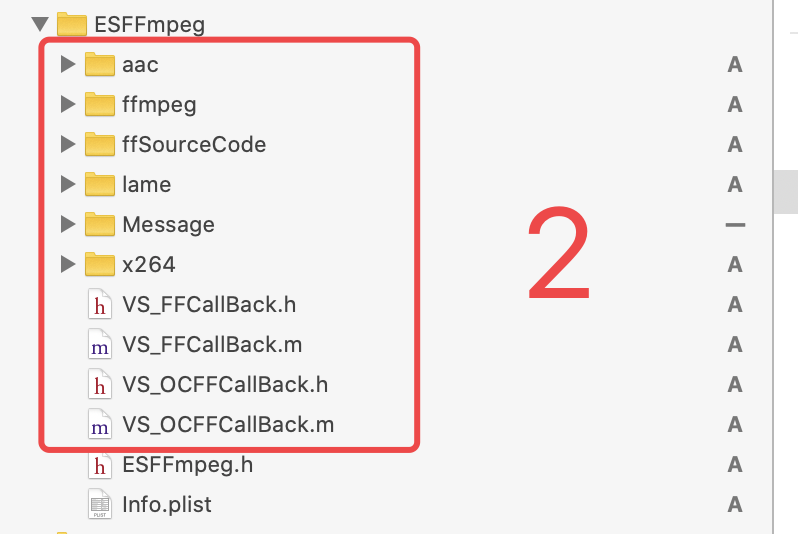 ESFFmpeg
aac A
ffmpeg A
ffSourceCode A
lame A
Message –
x264 A
2
h VS_FFCallBack.h A
m VS_FFCallBack.m A
h VS_OCFFCallBack.h A
m VS_OCFFCallBack.m A
h ESFFmpeg.h A
PLIST Info.plist A